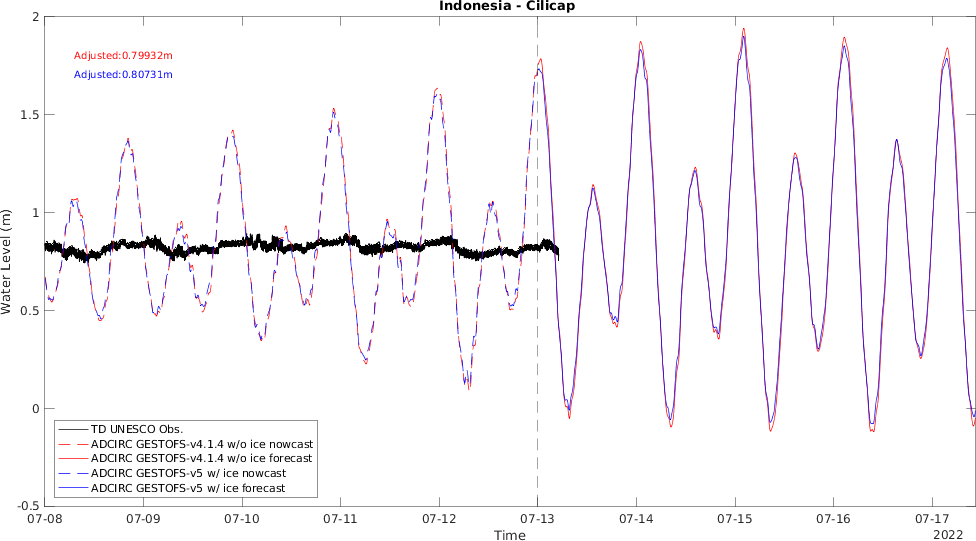 Indonesia - Cilicap
2
Adjusted:0.79932m
Adjusted:0.80731m
1.5
1
Water Level (m)
0.5
0
TD UNESCO Obs.
ADCIRC GESTOFS-v4.1.4 w/o ice nowcast
ADCIRC GESTOFS-v4.1.4 w/o ice forecast
ADCIRC GESTOFS-v5 w/ ice nowcast
ADCIRC GESTOFS-v5 w/ ice forecast
-0.5
07-08 07-09 07-10 07-11 07-12 07-13 07-14 07-15 07-16 07-17
Time
2022